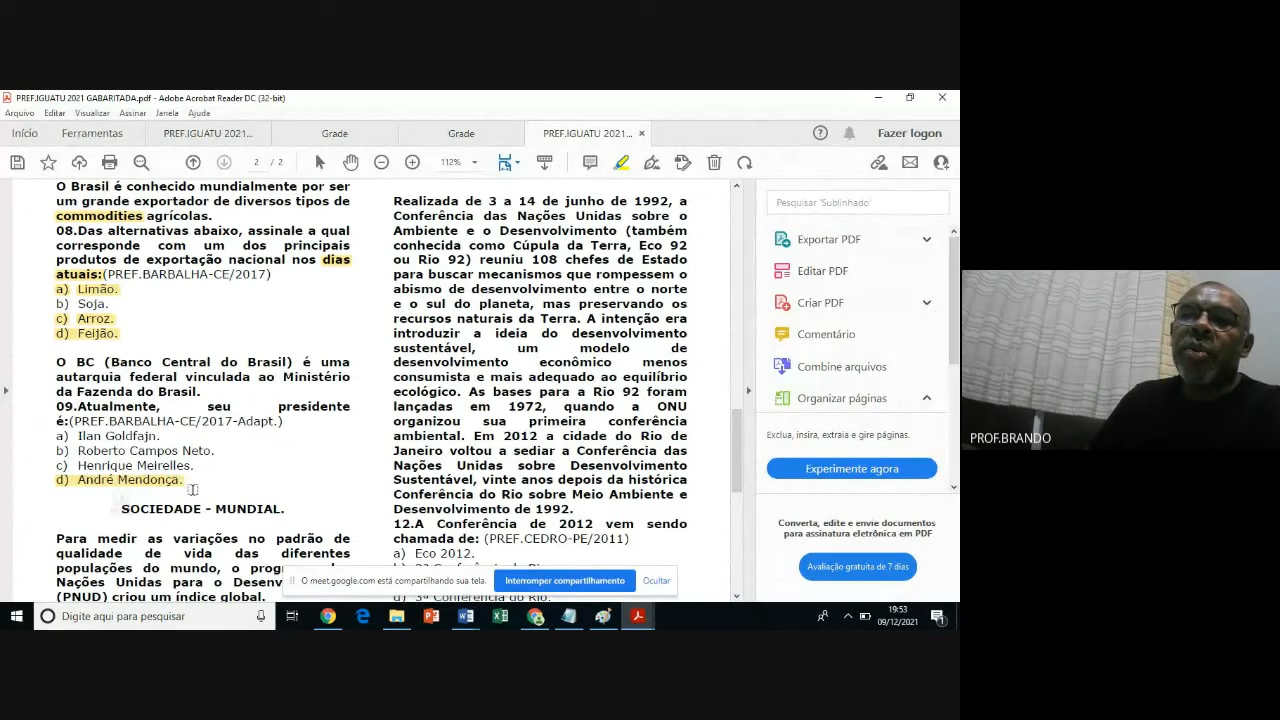 PREF.IGUATU 2021 GABARITADA.pdf - Adobe Acrobat Reader DC (32-bit)
Arquivo Editar Visualizar Assinar Janela Ajuda
Início Ferramentas PREF.IGUATU 2021... Grade Grade PREF.IGUATU 2021... × Fazer logon
2 / 2 112%
O Brasil é conhecido mundialmente por ser
um grande exportador de diversos tipos de
commodities agrícolas.
08.Das alternativas abaixo, assinale a qual
corresponde com um dos principais
produtos de exportação nacional nos dias
atuais:(PREF.BARBALHA-CE/2017)
a) Limão.
b) Soja.
c) Arroz.
d) Feijão.
O BC (Banco Central do Brasil) é uma
autarquia federal vinculada ao Ministério
da Fazenda do Brasil.
09.Atualmente, seu presidente
é:(PREF.BARBALHA-CE/2017-Adapt.)
a) Ilan Goldfajn.
b) Roberto Campos Neto.
c) Henrique Meirelles.
d) André Mendonça.
SOCIEDADE - MUNDIAL.
Para medir as variações no padrão de
qualidade de vida das diferentes
populações do mundo, o
Nações Unidas para o
(PNUD) criou um índice global.
Realizada de 3 a 14 de junho de 1992, a
Conferência das Nações Unidas sobre o
Ambiente e o Desenvolvimento (também
conhecida como Cúpula da Terra, Eco 92
ou Rio 92) reuniu 108 chefes de Estado
para buscar mecanismos que rompessem o
abismo de desenvolvimento entre o norte
e o sul do planeta, mas preservando os
recursos naturais da Terra. A intenção era
introduzir a ideia do desenvolvimento
sustentável, um modelo de
desenvolvimento econômico menos
consumista e mais adequado ao equilíbrio
ecológico. As bases para a Rio 92 foram
lançadas em 1972, quando a ONU
organizou sua primeira conferência
ambiental. Em 2012 a cidade do Rio de
Janeiro voltou a sediar a Conferência das
Nações Unidas sobre Desenvolvimento
Sustentável, vinte anos depois da histórica
Conferência do Rio sobre Meio Ambiente e
Desenvolvimento de 1992.
12.A Conferência de 2012 vem sendo
chamada de: (PREF.CEDRO-PE/2011)
a) Eco 2012.
d) 3ª Conferência do Rio.
Pesquisar 'Sublinhado'
Exportar PDF
Editar PDF
Criar PDF
Comentário
Combine arquivos
Organizar páginas
Exclua, insira, extraia e gire páginas.
Experimente agora
Converta, edite e envie documentos
para assinatura eletrônica em PDF
Avaliação gratuita de 7 dias
O meet.google.com está compartilhando sua tela. Interromper compartilhamento Ocultar
Digite aqui para pesquisar
19:53
09/12/2021
PROF.BRANDO